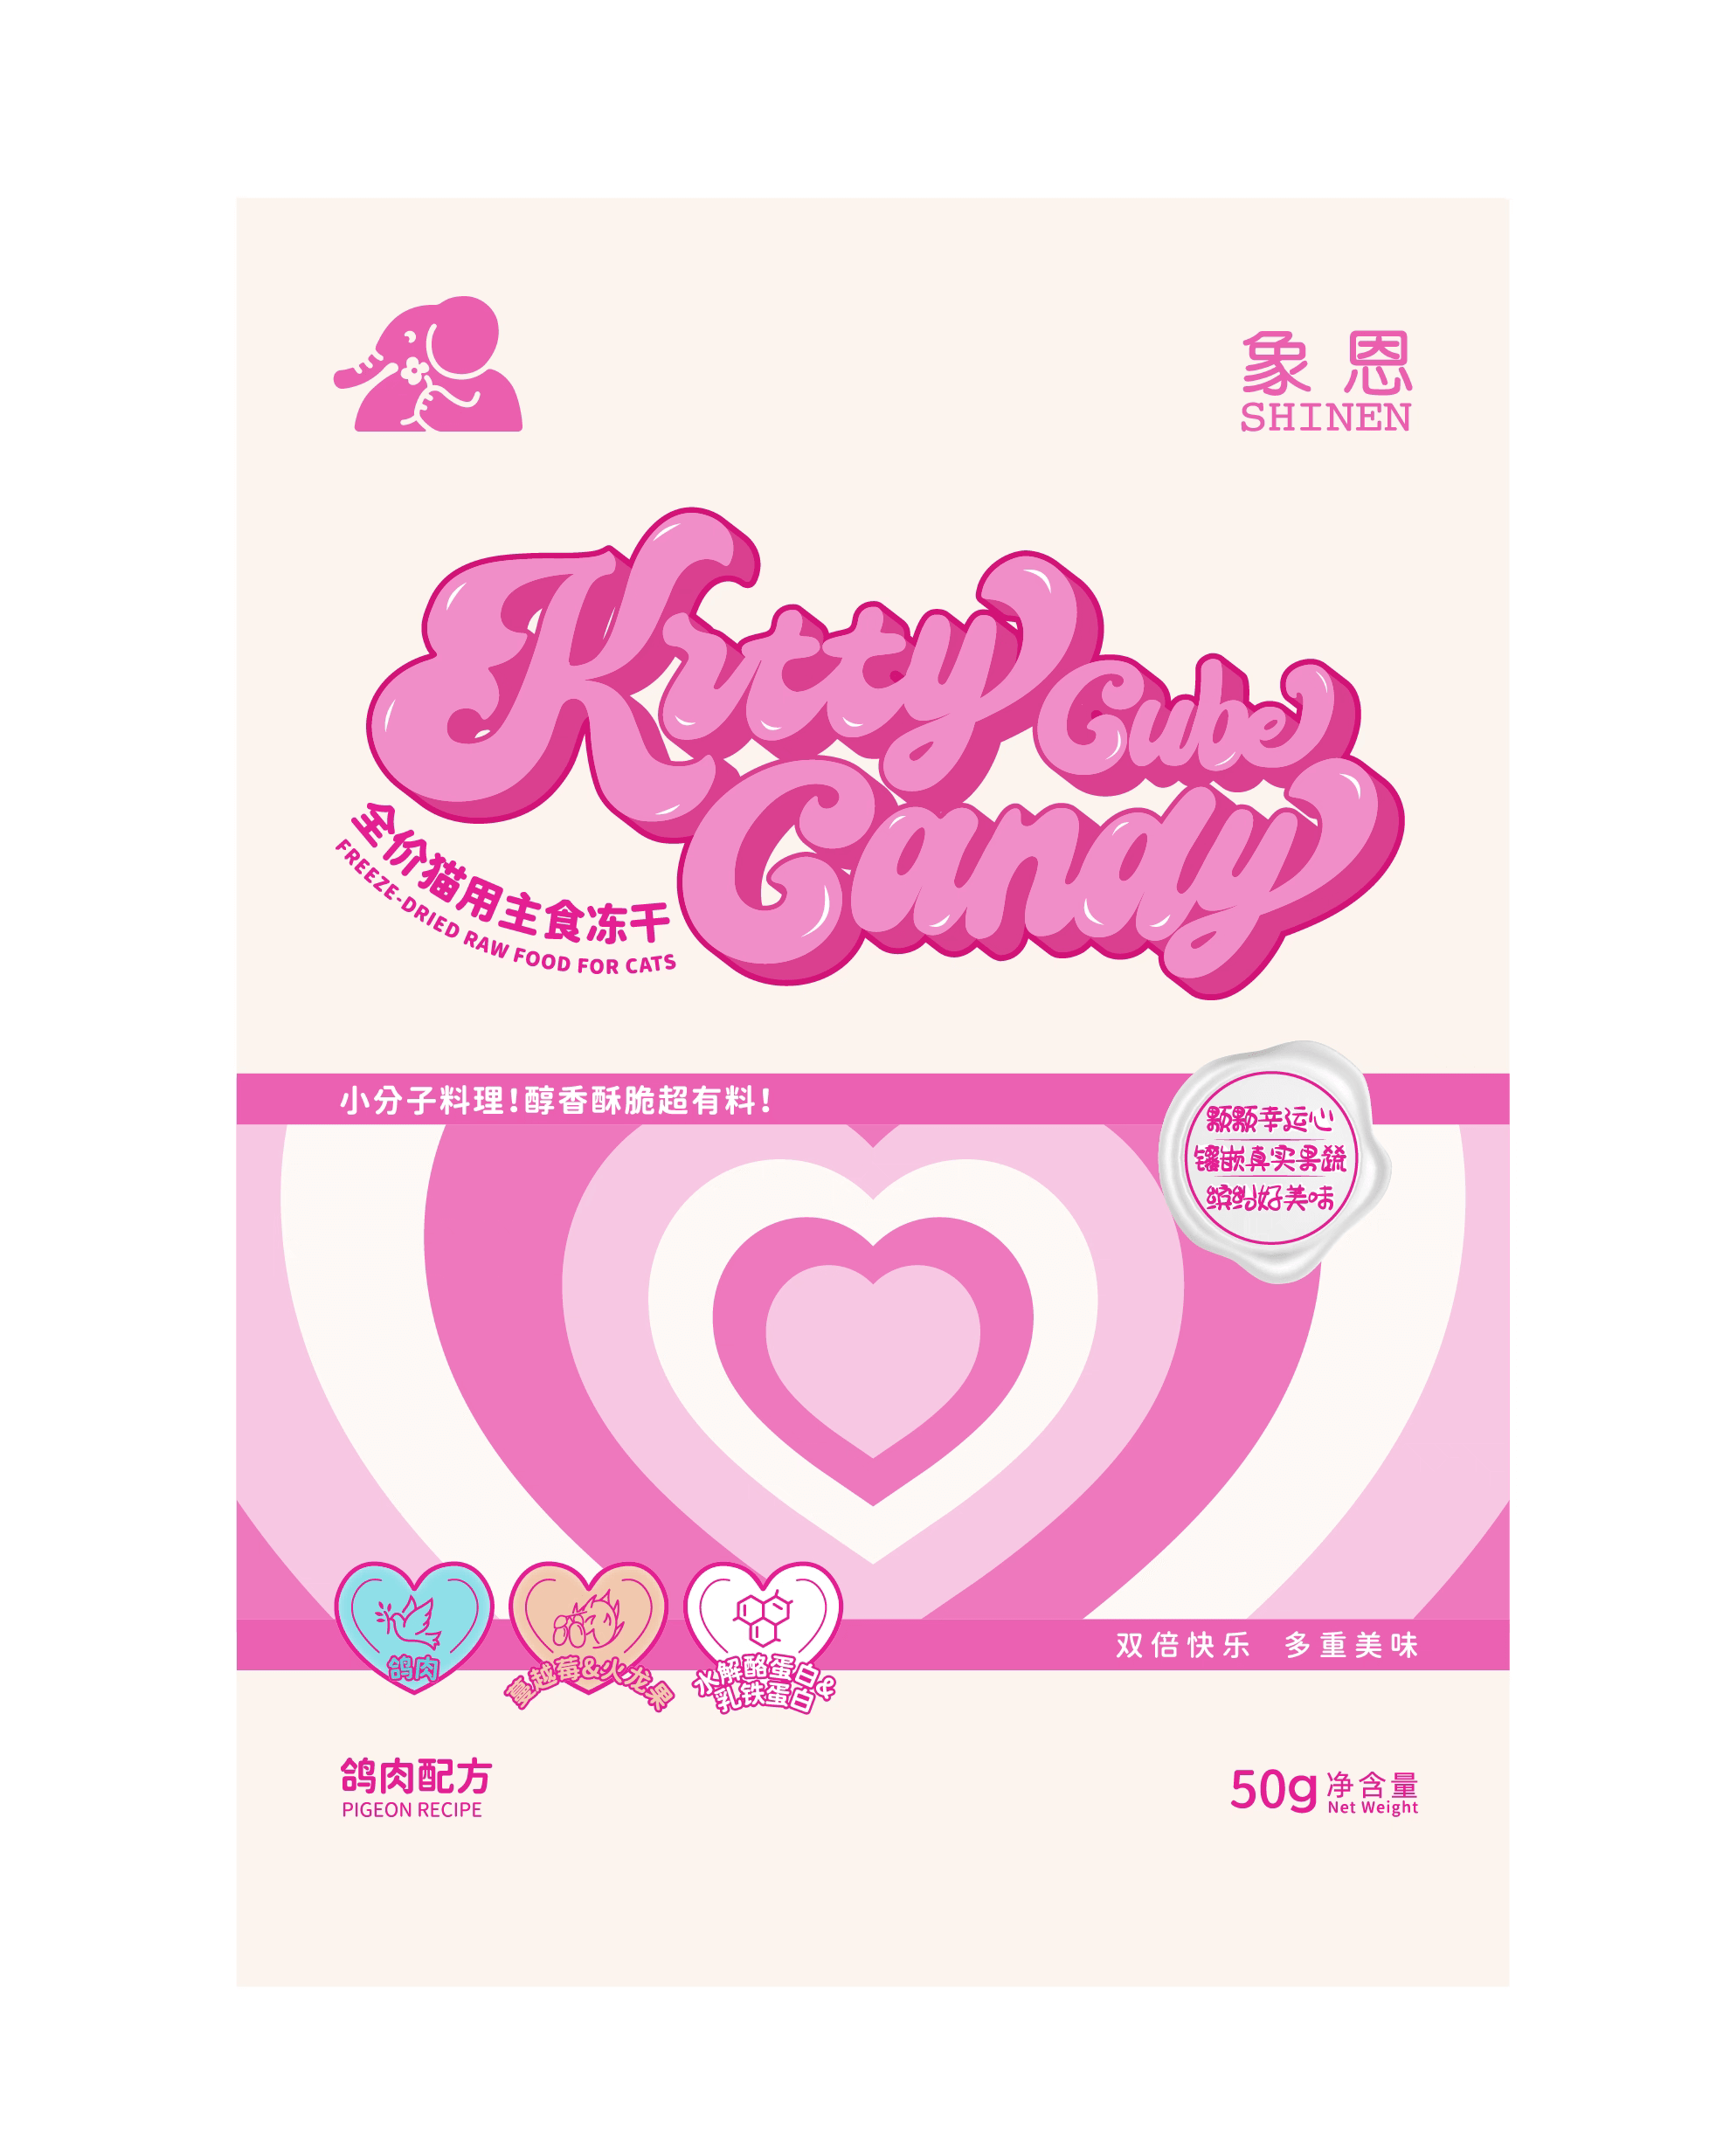 象恩
SHINEN
Kitty Cube
Candy
全价猫用主食冻干
FREEZE-DRIED RAW FOOD FOR CATS
小分子料理!醇香酥脆超有料!
颗颗幸运心
镶嵌真实果蔬
缤纷好美味
鸽肉
蔓越莓&火龙果
水解酪蛋白&
乳铁蛋白
双倍快乐 多重美味
鸽肉配方
PIGEON RECIPE
50g 净含量
Net Weight